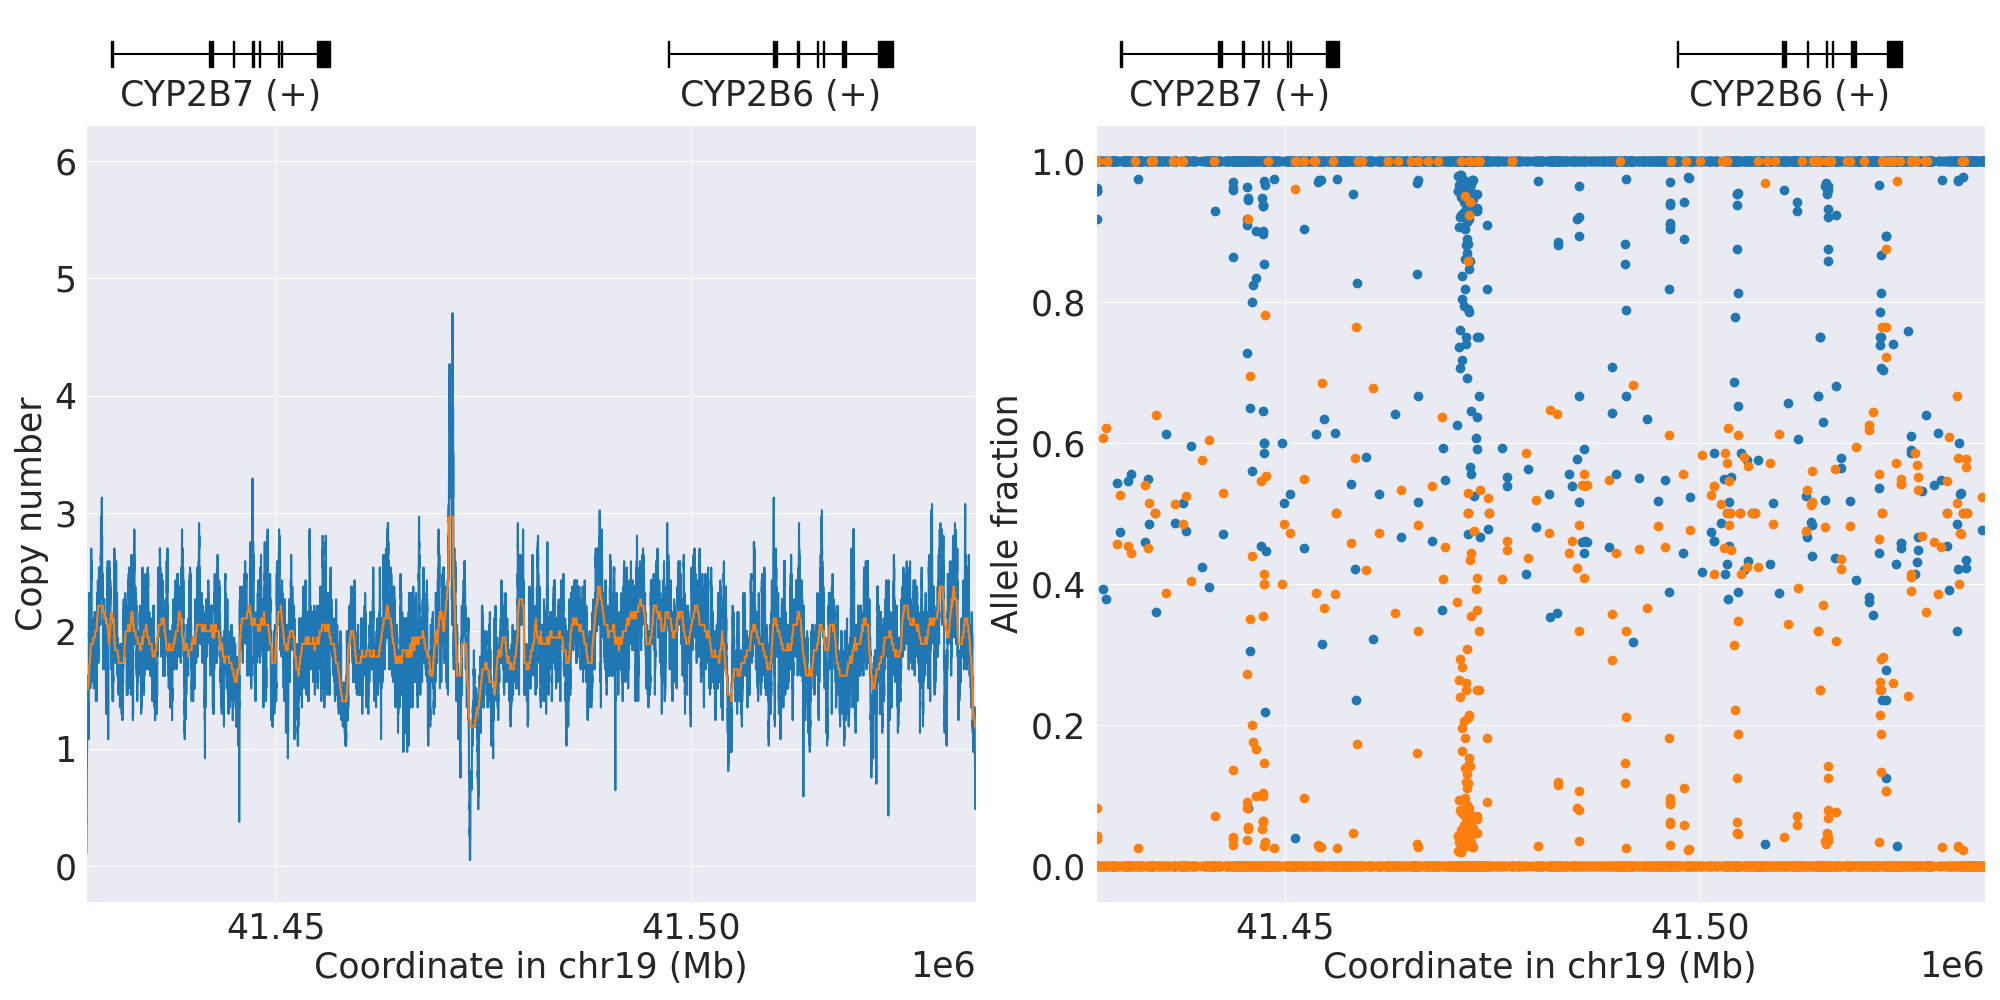 CYP2B7 (+)
CYP2B6 (+)
Copy number
6
5
4
3
2
1
0
41.45
41.50
Coordinate in chr19 (Mb)
1e6
CYP2B7 (+)
CYP2B6 (+)
Allele fraction
1.0
0.8
0.6
0.4
0.2
0.0
41.45
41.50
Coordinate in chr19 (Mb)
1e6